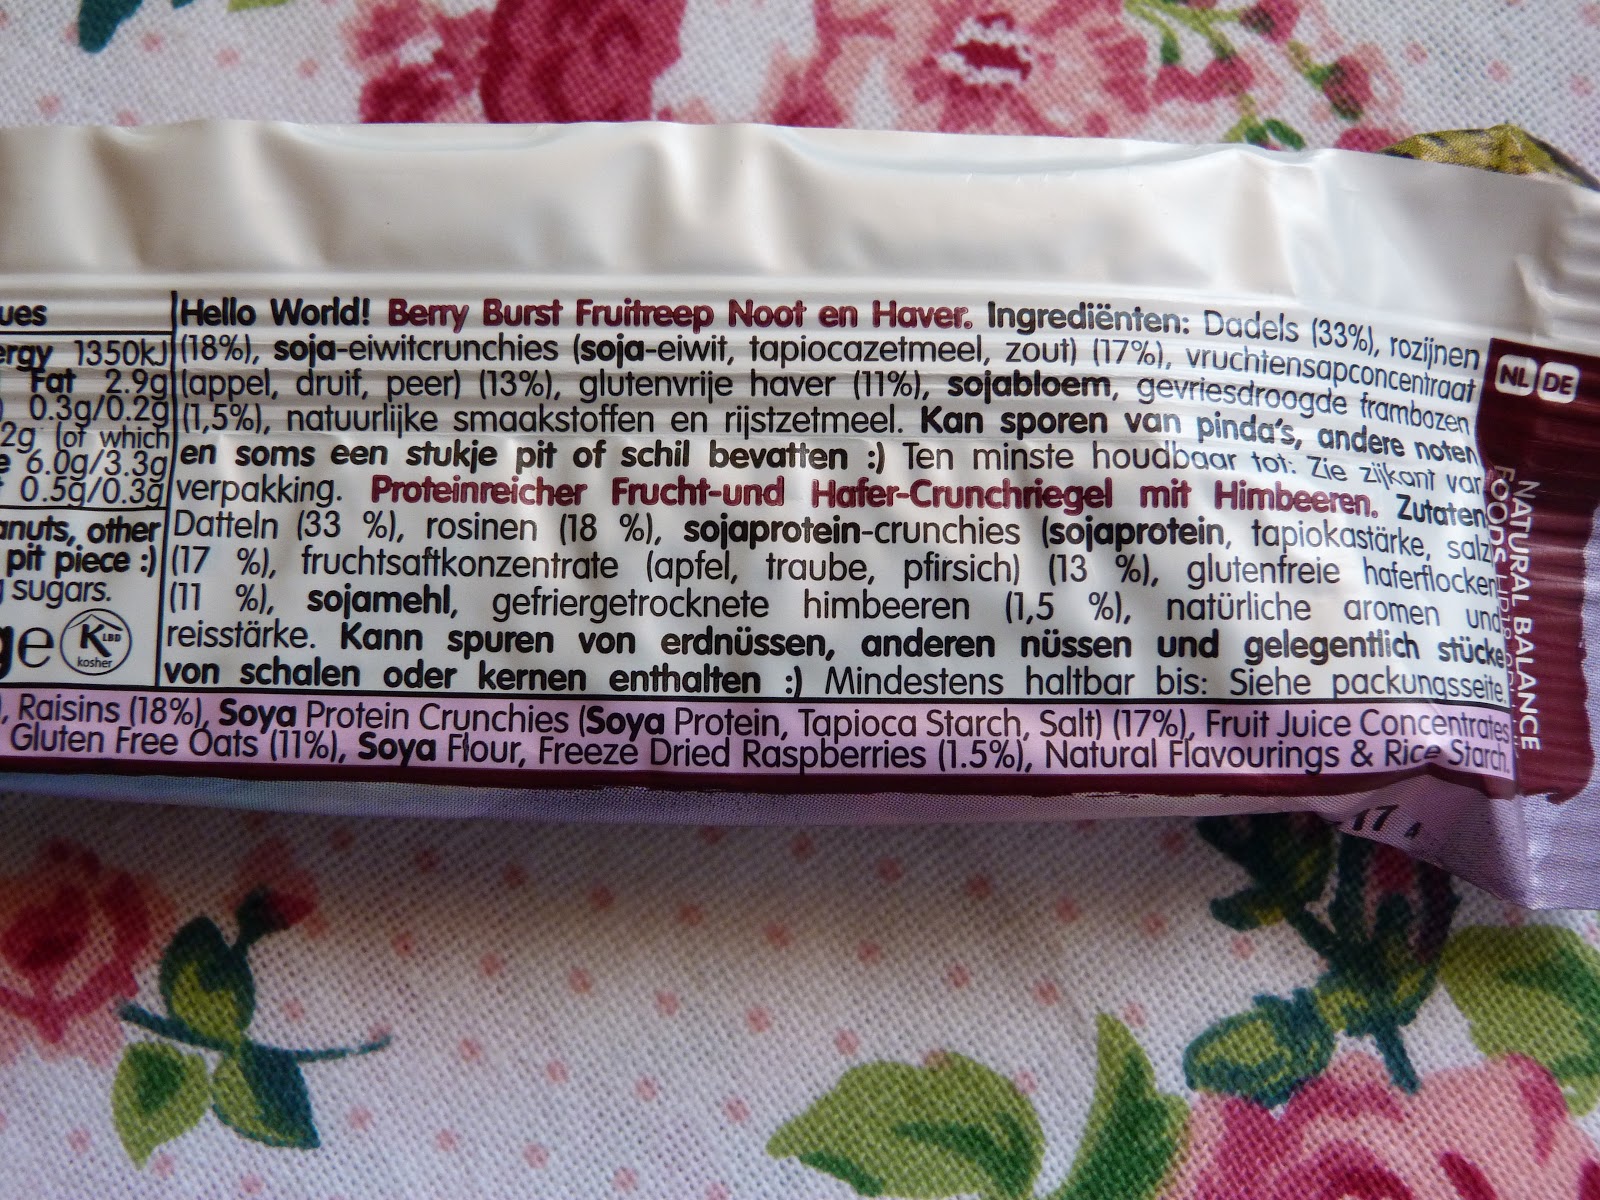 ues
ergy 1350kJ
Fat 2.9g
) 0.3g/0.2g
2g (of which
e 6.0g/3.3g
0.5g/0.3g
anuts, other
pit piece :)
sugars.
ge K LBD
kosher
Hello World! Berry Burst Fruitreep Noot en Haver. Ingrediënten: Dadels (33%), rozijnen
(18%), soja-eiwitcrunchies (soja-eiwit, tapiocazetmeel, zout) (17%), vruchtensapconcentraat
(appel, druif, peer) (13%), glutenvrije haver (11%), sojabloem, gevriesdroogde frambozen
(1,5%), natuurlijke smaakstoffen en rijstzetmeel. Kan sporen van pinda's, andere noten
en soms een stukje pit of schil bevatten :) Ten minste houdbaar tot: Zie zijkant van
verpakking. Proteinreicher Frucht-und Hafer-Crunchriegel mit Himbeeren. Zutaten:
Datteln (33 %), rosinen (18 %), sojaprotein-crunchies (sojaprotein, tapiokastärke, salz)
(17 %), fruchtsaftkonzentrate (apfel, traube, pfirsich) (13 %), glutenfreie haferflocken
(11 %), sojamehl, gefriergetrocknete himbeeren (1,5 %), natürliche aromen und
reisstärke. Kann spuren von erdnüssen, anderen nüssen und gelegentlich stücke
von schalen oder kernen enthalten :) Mindestens haltbar bis: Siehe packungsseite.
), Raisins (18%), Soya Protein Crunchies (Soya Protein, Tapioca Starch, Salt) (17%), Fruit Juice Concentrates
Gluten Free Oats (11%), Soya Flour, Freeze Dried Raspberries (1.5%), Natural Flavourings & Rice Starch.
NL DE
NATURAL BALANCE
FOODS
17